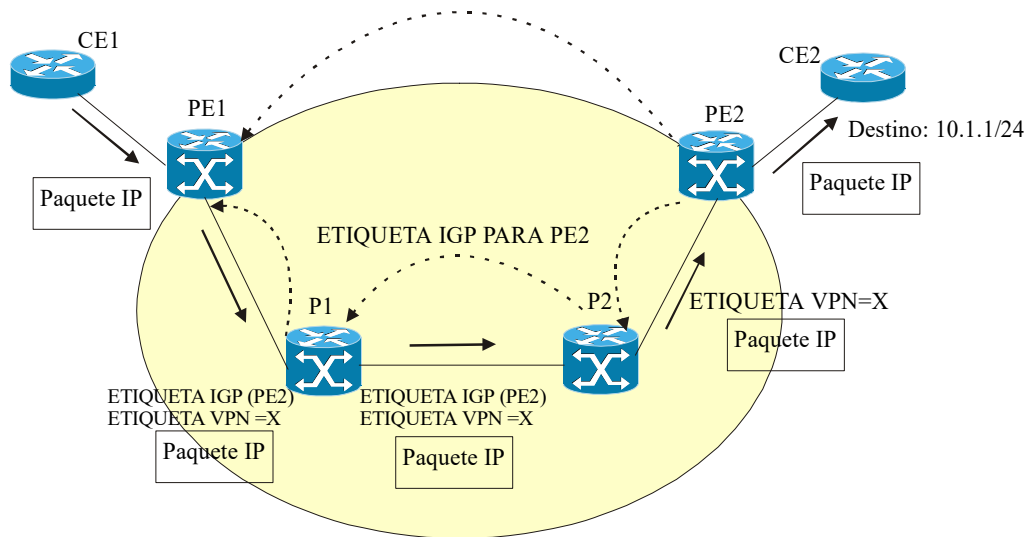 CE1
CE2
PE1
PE2
Destino: 10.1.1/24
Paquete IP
Paquete IP
ETIQUETA IGP PARA PE2
P1
P2
ETIQUETA VPN=X
Paquete IP
ETIQUETA IGP (PE2)
ETIQUETA VPN =X
Paquete IP
ETIQUETA IGP (PE2)
ETIQUETA VPN =X
Paquete IP